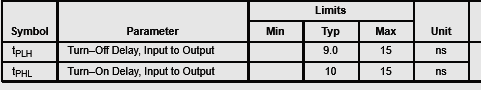 Limits
Symbol Parameter Min Typ Max Unit
tPLH Turn–Off Delay, Input to Output 9.0 15 ns
tPHL Turn–On Delay, Input to Output 10 15 ns